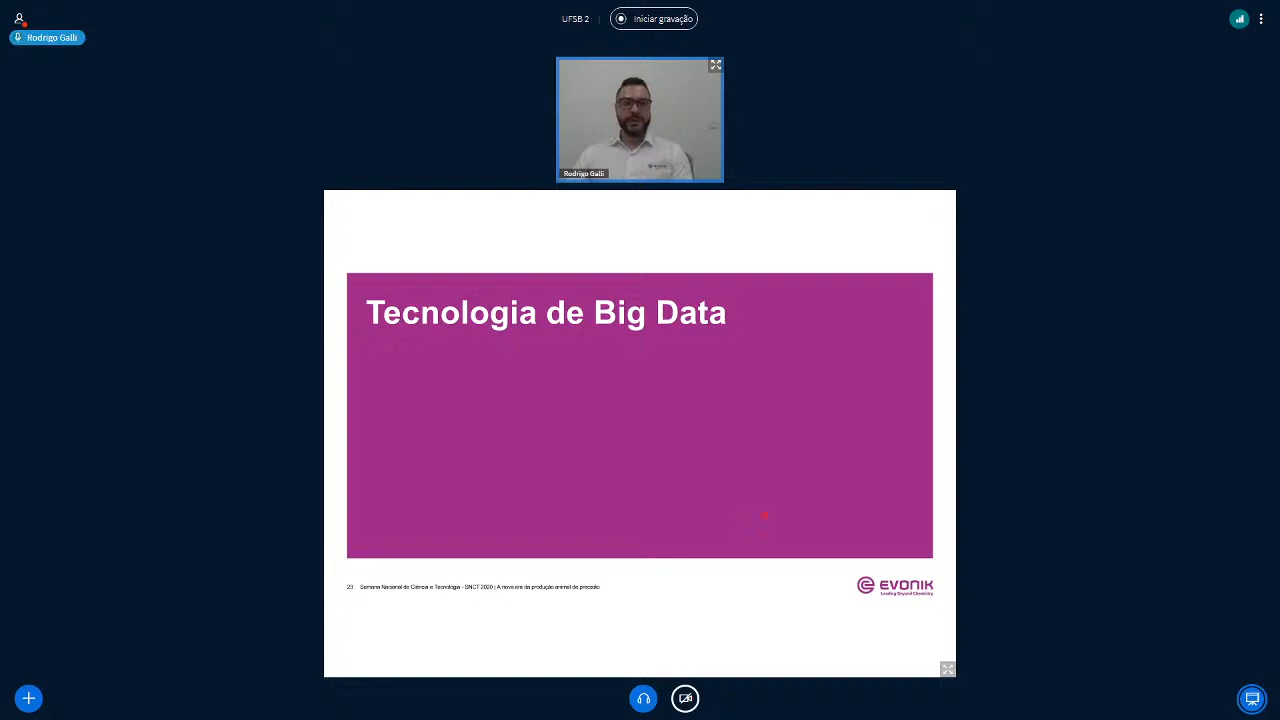 UFSB 2
Iniciar gravação
Rodrigo Galli
Rodrigo Galli
Tecnologia de Big Data
23 Semana Nacional de Ciência e Tecnologia - SNCT 2020 | A nova era da produção animal de precisão
EVONIK
Leading Beyond Chemistry